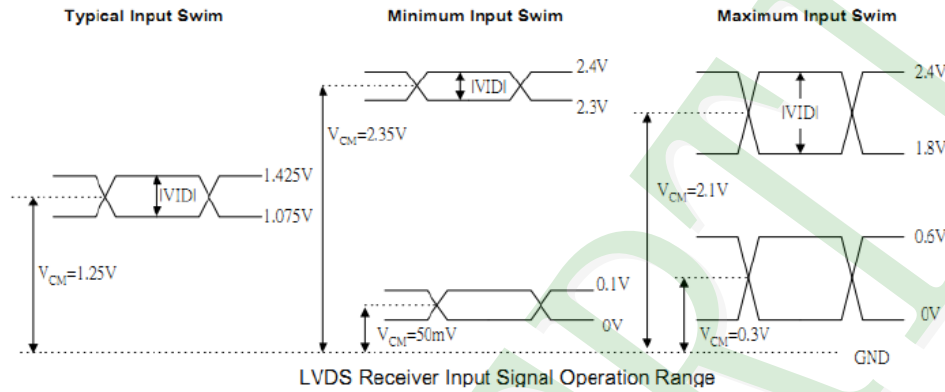 Typical Input Swim
Minimum Input Swim
Maximum Input Swim
1.425V
|VID|
1.075V
VCM=1.25V
2.4V
|VID|
2.3V
VCM=2.35V
0.1V
0V
VCM=50mV
2.4V
|VID|
1.8V
VCM=2.1V
0.6V
0V
VCM=0.3V
GND
LVDS Receiver Input Signal Operation Range